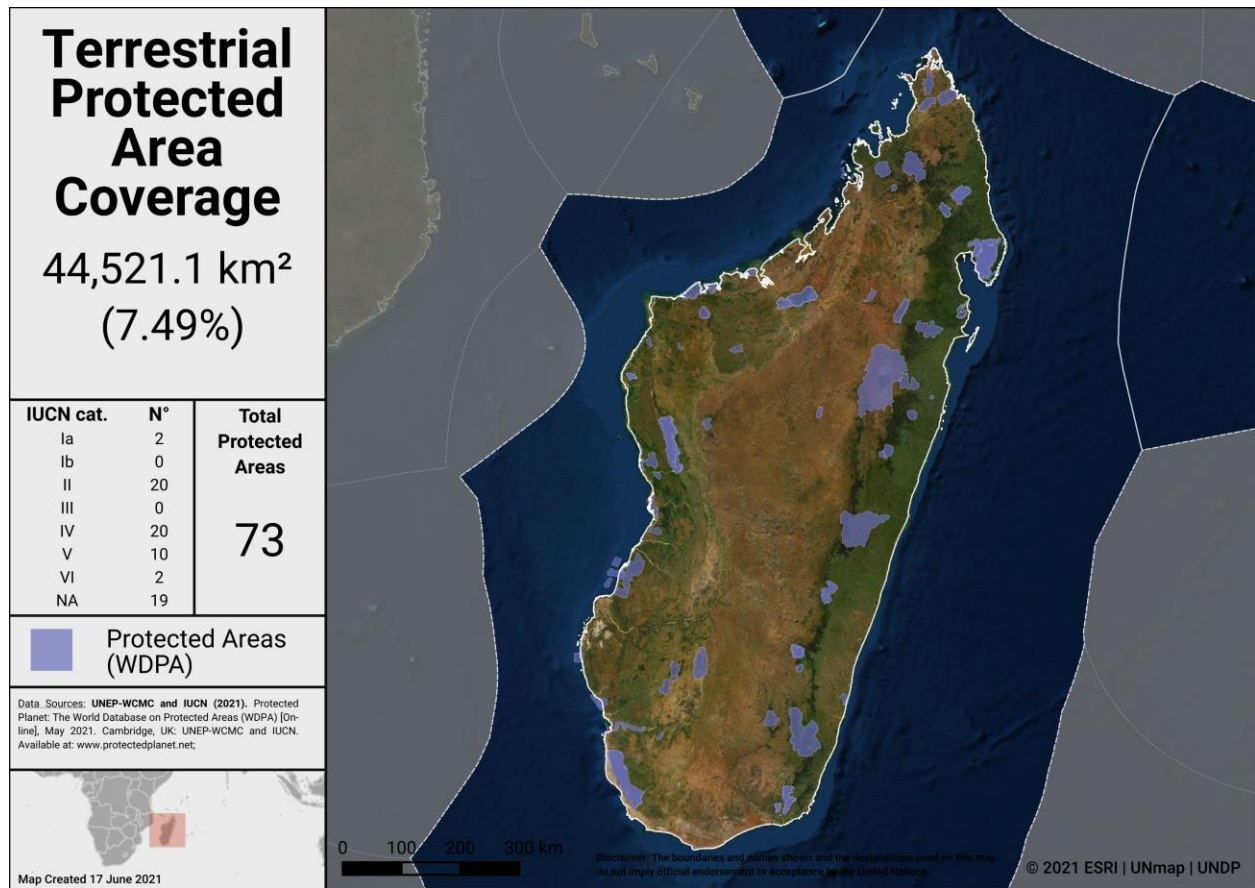 Terrestrial
Protected
Area
Coverage
44,521.1 km²
(7.49%)
IUCN cat. N°
Ia 2
Ib 0
II 20
III 0
IV 20
V 10
VI 2
NA 19
Total
Protected
Areas
73
Protected Areas
(WDPA)
Data Sources: UNEP-WCMC and IUCN (2021). Protected
Planet: The World Database on Protected Areas (WDPA) [On-
line], May 2021. Cambridge, UK: UNEP-WCMC and IUCN.
Available at: www.protectedplanet.net;
Map Created 17 June 2021
0 100 200 300 km
Disclaimer: The boundaries and names shown and the designations used on this map
do not imply official endorsement or acceptance by the United Nations.
© 2021 ESRI | UNmap | UNDP